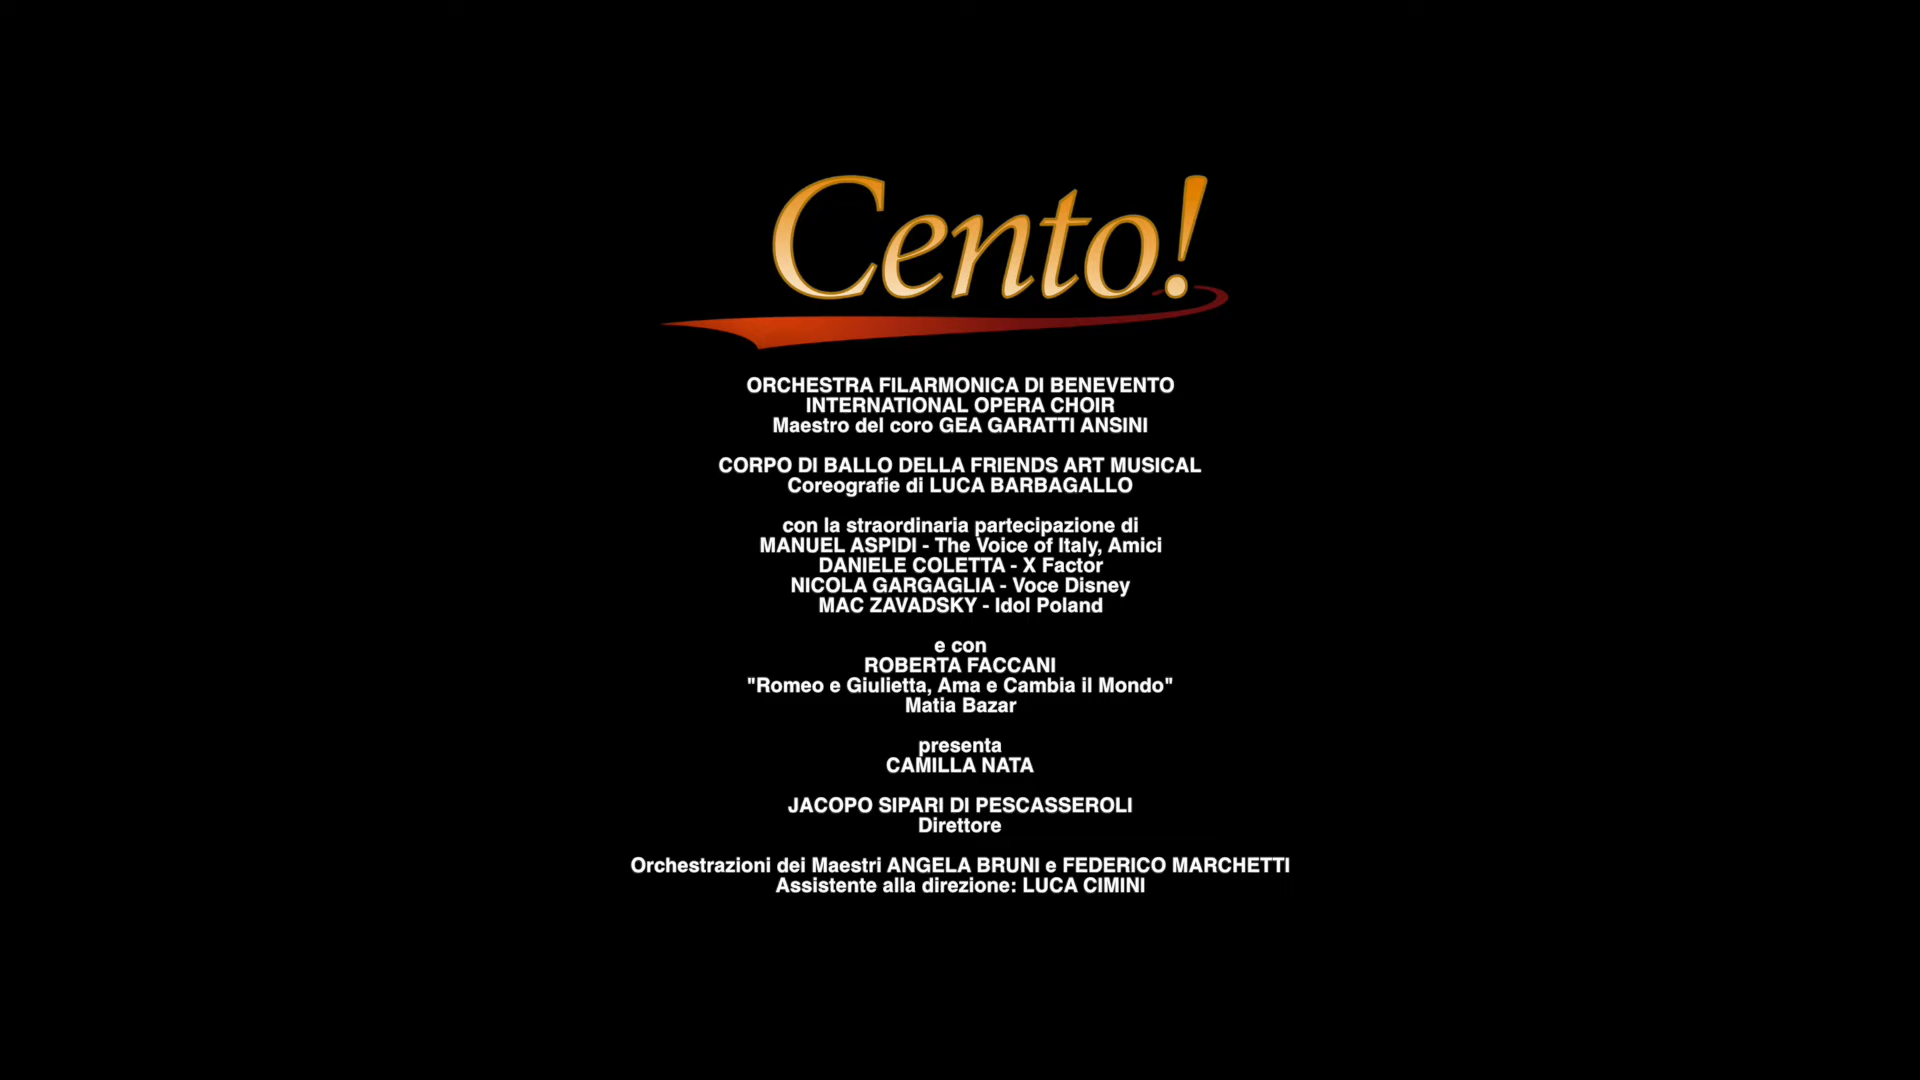 Cento!
ORCHESTRA FILARMONICA DI BENEVENTO
INTERNATIONAL OPERA CHOIR
Maestro del coro GEA GARATTI ANSINI
CORPO DI BALLO DELLA FRIENDS ART MUSICAL
Coreografie di LUCA BARBAGALLO
con la straordinaria partecipazione di
MANUEL ASPIDI - The Voice of Italy, Amici
DANIELE COLETTA - X Factor
NICOLA GARGAGLIA - Voce Disney
MAC ZAVADSKY - Idol Poland
e con
ROBERTA FACCANI
"Romeo e Giulietta, Ama e Cambia il Mondo"
Matia Bazar
presenta
CAMILLA NATA
JACOPO SIPARI DI PESCASSEROLI
Direttore
Orchestrazioni dei Maestri ANGELA BRUNI e FEDERICO MARCHETTI
Assistente alla direzione: LUCA CIMINI